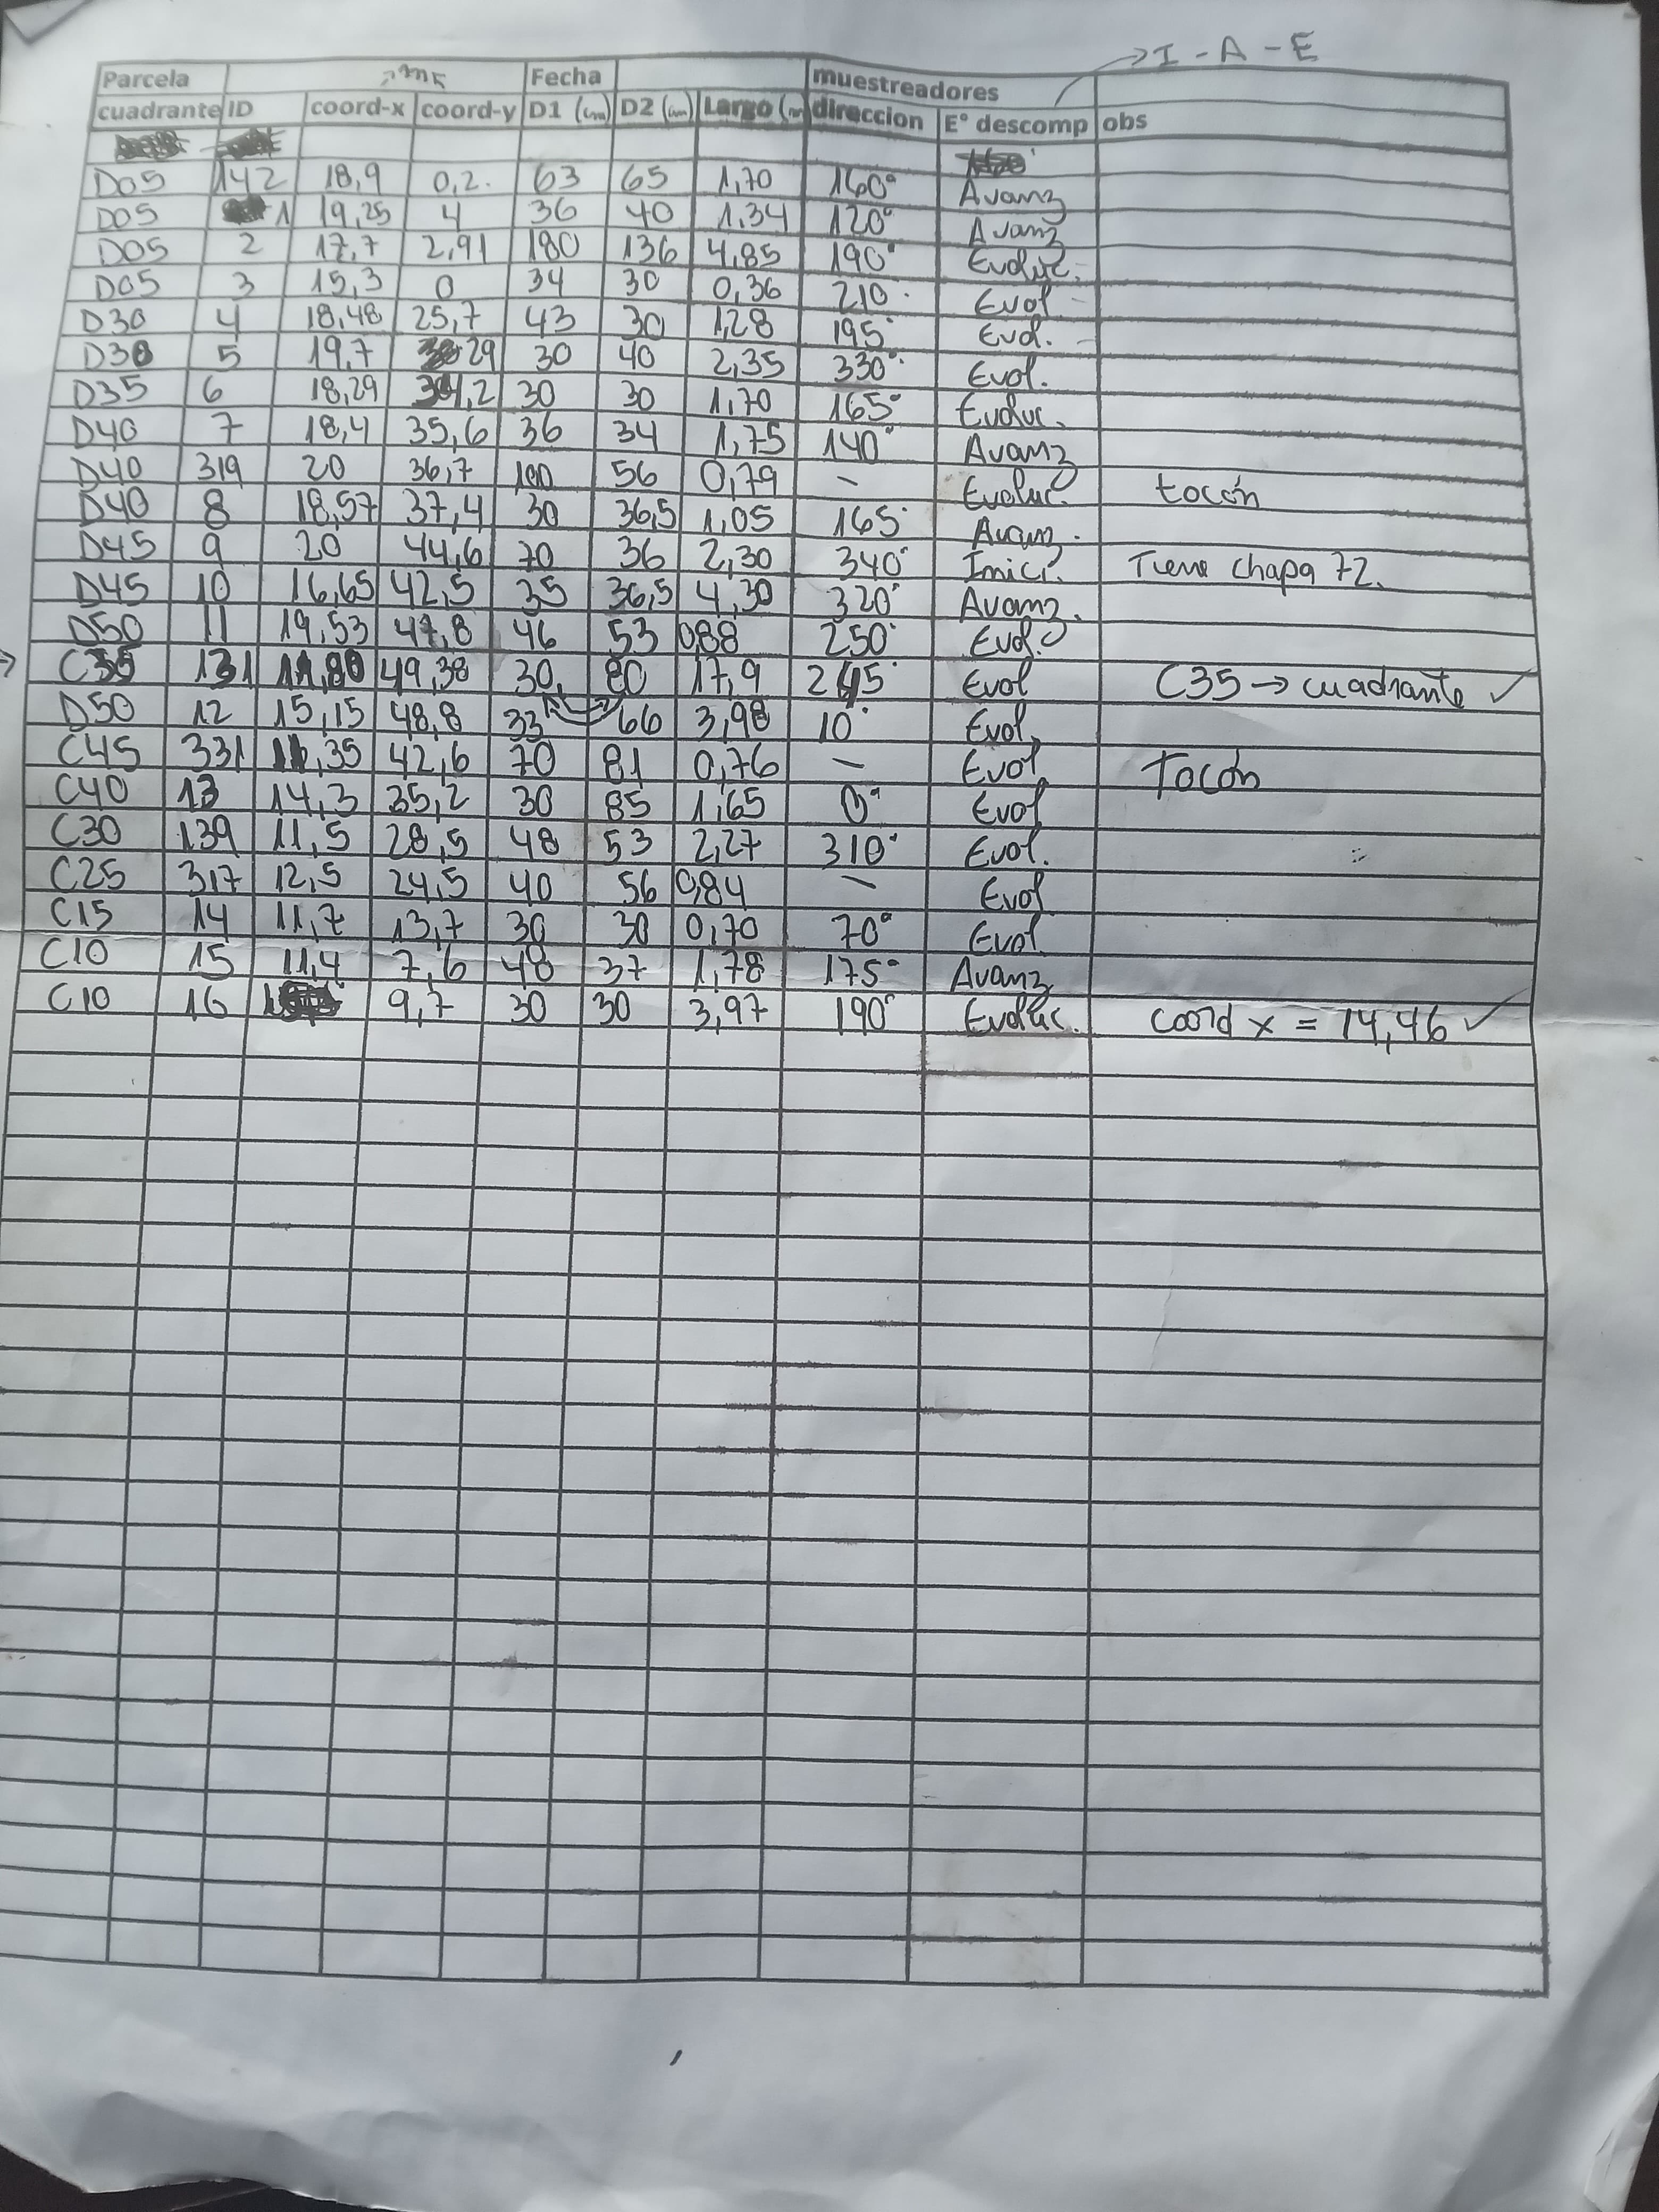 → I - A - E
Parcela Fecha muestreadores
cuadrante ID coord-x coord-y D1 (cm) D2 (cm) Largo (m direccion E° descomp obs
D05 142 18,9 0,2. 63 65 1,70 160° Avanz
D05 1 19,25 4 36 40 1,34 120° Avanz
D05 2 17,7 2,91 180 136 4,85 190° Evoluc.
D05 3 15,3 0 34 30 0,36 210° Evol
D30 4 18,48 25,7 43 30 1,28 195° Evol.
D30 5 19,7 29 30 40 2,35 330° Evol.
D35 6 18,29 ,2 30 30 1,70 165° Evoluc.
D40 7 18,4 35,6 36 34 1,75 140° Avanz
D40 319 20 36,7 100 56 0,79 — Evoluc. tocón
D40 8 18,57 37,4 30 36,5 1,05 165° Avanz.
D45 9 20 44,6 70 36 2,30 340° Inici. Tiene chapa 72.
D45 10 16,65 42,5 35 36,5 4,30 320° Avanz.
D50 11 19,53 47,8 46 53 0,88 250° Evol.
→ C35 131 11,80 49,38 30 80 17,9 245° Evol C35 → cuadrante ✓
D50 12 15,15 48,8 33 66 3,98 10° Evol
C45 331 11,35 42,6 70 81 0,76 — Evol Tocón
C40 13 14,3 35,2 30 85 1,65 0° Evol
C30 139 11,5 28,5 48 53 2,27 310° Evol.
C25 317 12,5 24,5 40 56 0,84 — Evol
C15 14 11,7 13,7 30 30 0,70 70° Evol
C10 15 11,4 7,6 48 37 1,78 175° Avanz
C10 16 9,7 30 30 3,97 190° Evoluc. coord x = 14,46 ✓